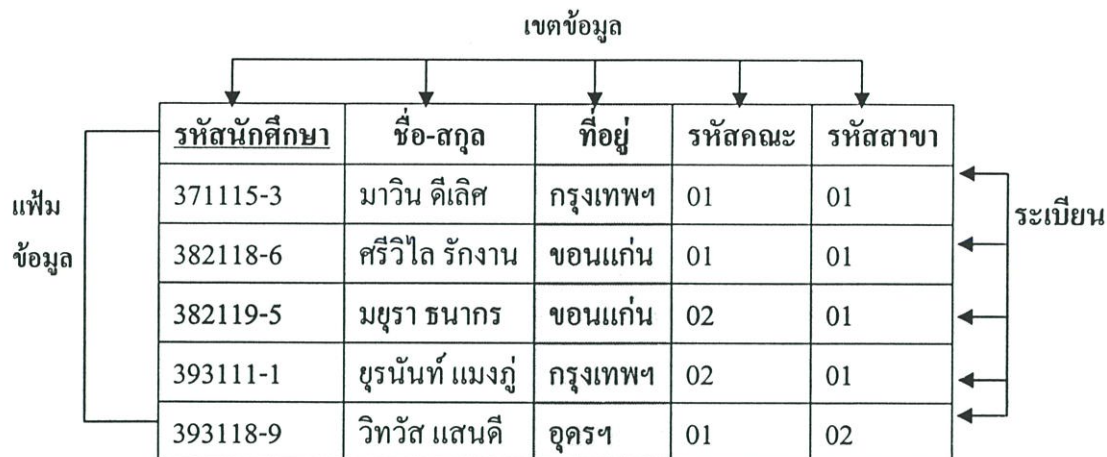 เขตข้อมูล
รหัสนักศึกษา ชื่อ-สกุล ที่อยู่ รหัสคณะ รหัสสาขา
371115-3 มาวิน ดีเลิศ กรุงเทพฯ 01 01
382118-6 ศรีวิไล รักงาน ขอนแก่น 01 01
382119-5 มยุรา ธนากร ขอนแก่น 02 01
393111-1 ยุรนันท์ แมงภู่ กรุงเทพฯ 02 01
393118-9 วิทวัส แสนดี อุดรฯ 01 02
แฟ้ม
ข้อมูล
ระเบียน